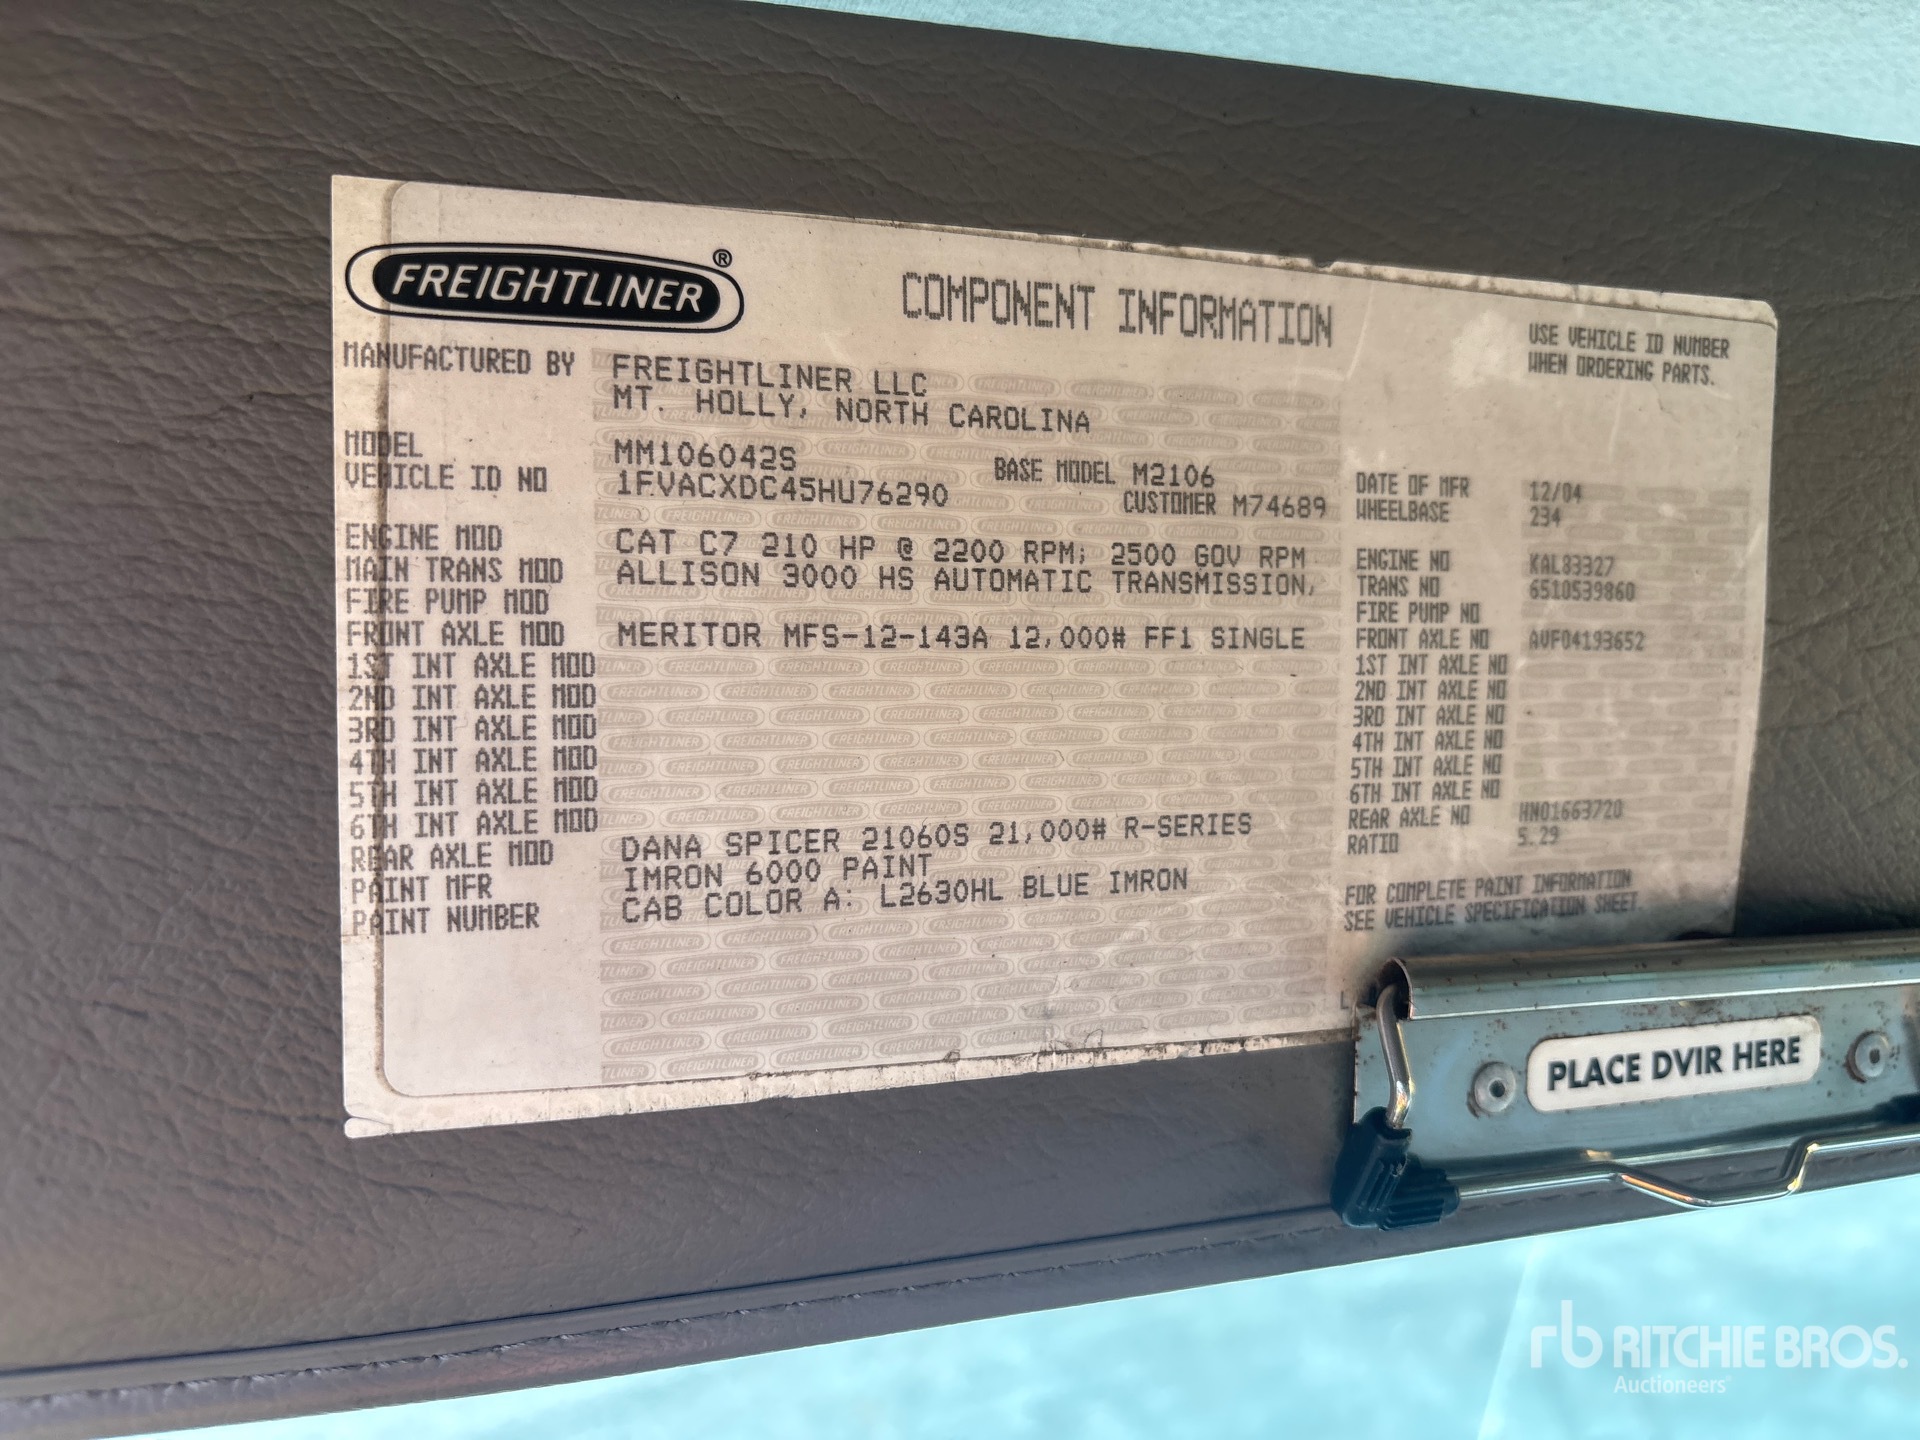 FREIGHTLINER®
COMPONENT INFORMATION
USE VEHICLE ID NUMBER
WHEN ORDERING PARTS.
MANUFACTURED BY FREIGHTLINER LLC
MT. HOLLY, NORTH CAROLINA
MODEL MM106042S BASE MODEL M2106
VEHICLE ID NO 1FVACXDC45HU76290 CUSTOMER M74689
DATE OF MFR 12/04
WHEELBASE 234
ENGINE MOD CAT C7 210 HP @ 2200 RPM; 2500 GOV RPM ENGINE NO KAL83327
MAIN TRANS MOD ALLISON 3000 HS AUTOMATIC TRANSMISSION, TRANS NO 6510539860
FIRE PUMP MOD FIRE PUMP NO
FRONT AXLE MOD MERITOR MFS-12-143A 12,000# FF1 SINGLE FRONT AXLE NO AVF04193652
1ST INT AXLE MOD 1ST INT AXLE NO
2ND INT AXLE MOD 2ND INT AXLE NO
3RD INT AXLE MOD 3RD INT AXLE NO
4TH INT AXLE MOD 4TH INT AXLE NO
5TH INT AXLE MOD 5TH INT AXLE NO
6TH INT AXLE MOD 6TH INT AXLE NO
REAR AXLE MOD DANA SPICER 21060S 21,000# R-SERIES REAR AXLE NO HN01663720
RATIO 5.29
PAINT MFR IMRON 6000 PAINT
PAINT NUMBER CAB COLOR A: L2630HL BLUE IMRON
FOR COMPLETE PAINT INFORMATION
SEE VEHICLE SPECIFICATION SHEET.
PLACE DVIR HERE
rb RITCHIE BROS.
Auctioneers